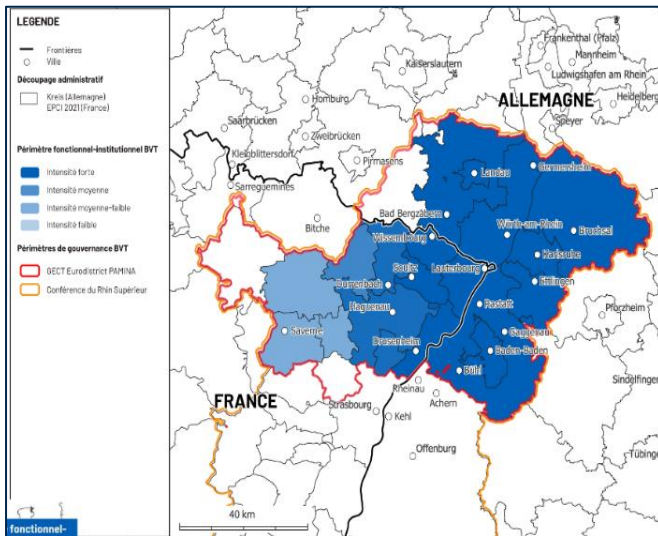 LEGENDE
Frontières
Ville
Découpage administratif
Kreis (Allemagne)
EPCI 2021 (France)
Périmètre fonctionnel-institutionnel BVT
Intensité forte
Intensité moyenne
Intensité moyenne-faible
Intensité faible
Périmètres de gouvernance BVT
GECT Eurodistrict PAMINA
Conférence du Rhin Supérieur
fonctionnel-
Frankenthal (Pfalz)
Mannheim
Kaiserslautern
Ludwigshafen am Rhein
ALLEMAGNE
Heidelberg
Homburg
Speyer
Saarbrücken
Zweibrücken
Kleinblittersdorf
Pirmasens
Germersheim
Landau
Sarreguemines
Bad Bergzabern
Bitche
Wörth-am-Rhein
Bruchsal
Wissembourg
Karlsruhe
Soultz
Lauterbourg
Durrenbach
Ettlingen
Haguenau
Rastatt
Pforzheim
Saverne
Gaggenau
Drusenheim
Baden-Baden
Bühl
Sindelfingen
Rheinau
FRANCE
Achern
Strasbourg
Kehl
Offenburg
Tübinge
40 km